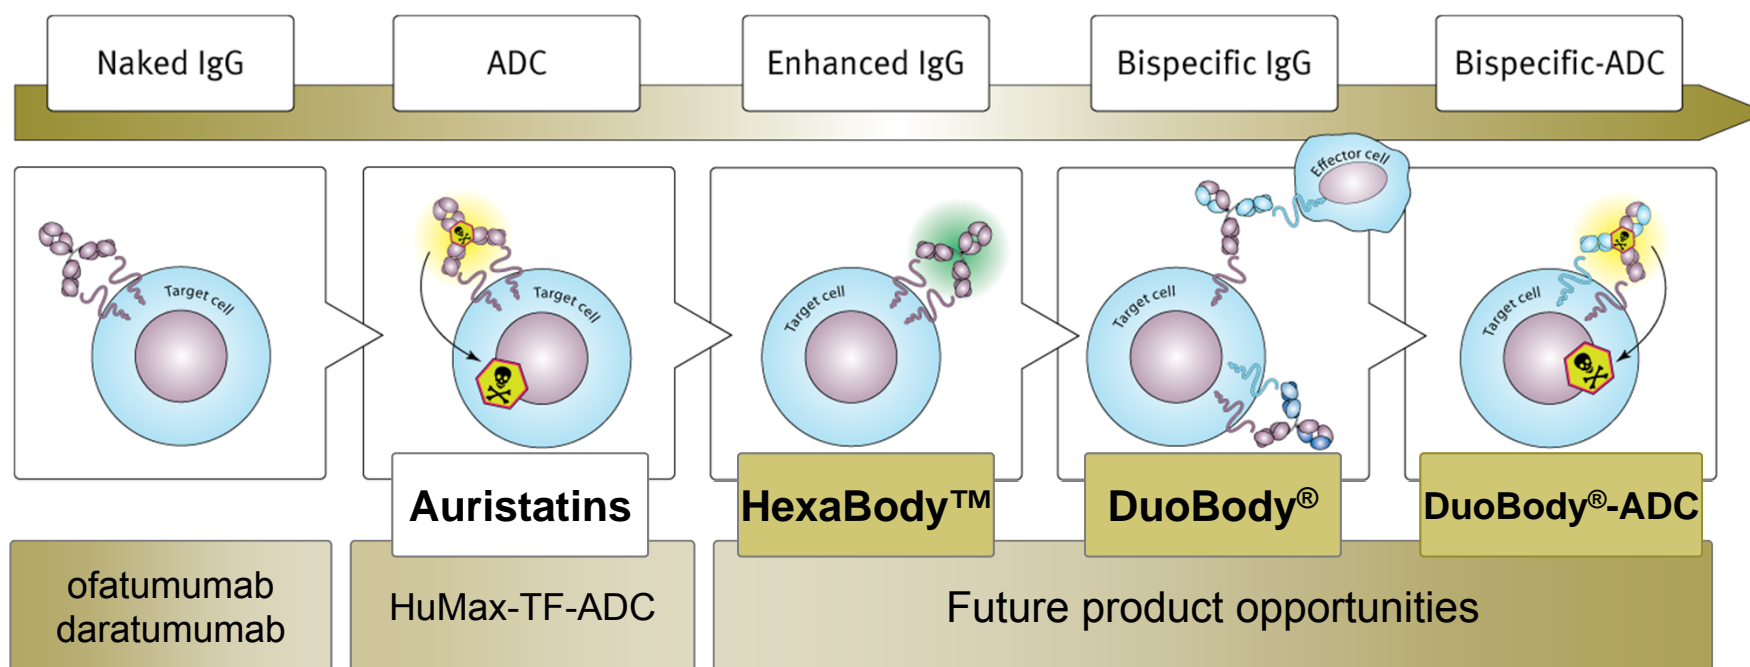 Naked IgG
ADC
Enhanced IgG
Bispecific IgG
Bispecific-ADC
Target cell
Target cell
Target cell
Effector cell
Target cell
Target cell
Auristatins
HexaBody™
DuoBody®
DuoBody®-ADC
ofatumumab
daratumumab
HuMax-TF-ADC
Future product opportunities